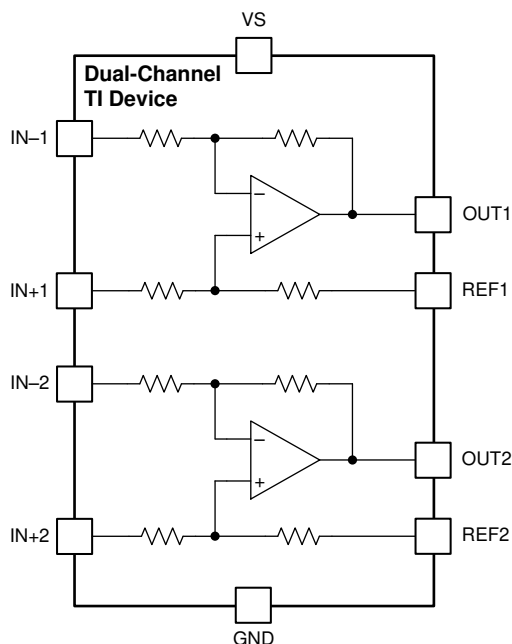 VS
Dual-Channel
TI Device
IN–1
−
+
OUT1
IN+1
REF1
IN–2
−
+
OUT2
IN+2
REF2
GND